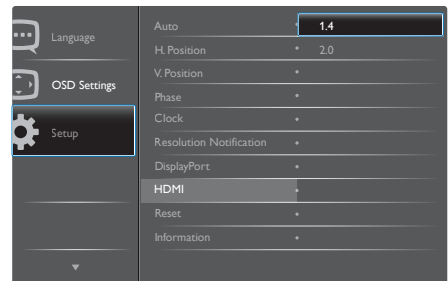 Language
OSD Settings
Setup
Auto
H. Position
V. Position
Phase
Clock
Resolution Notification
DisplayPort
HDMI
Reset
Information
1.4
2.0